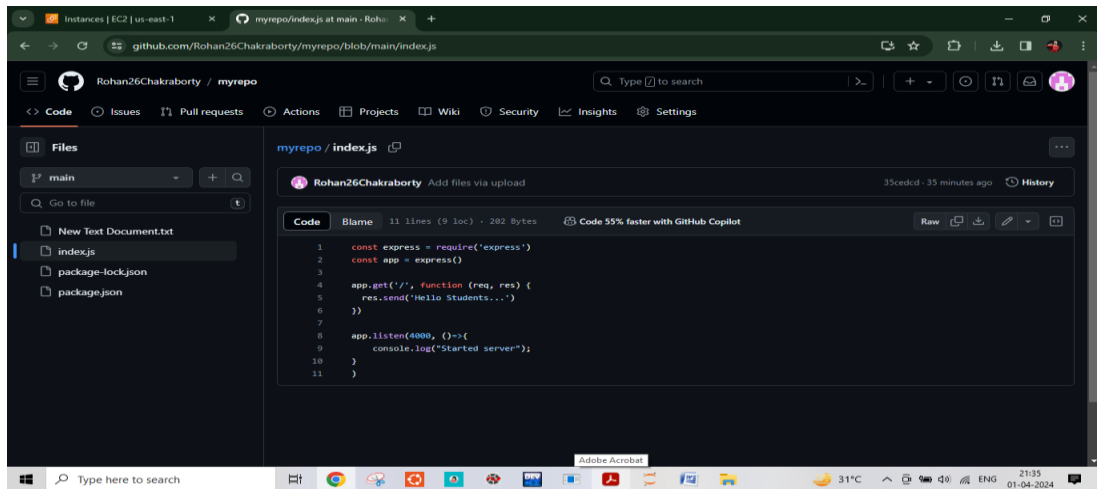 Instances | EC2 | us-east-1
myrepo/index.js at main · Roha
github.com/Rohan26Chakraborty/myrepo/blob/main/index.js
Rohan26Chakraborty / myrepo
Type / to search
Code Issues Pull requests Actions Projects Wiki Security Insights Settings
Files
myrepo / index.js
main
Rohan26Chakraborty Add files via upload
35cedcd · 35 minutes ago History
Go to file t
Code Blame 11 lines (9 loc) · 202 Bytes Code 55% faster with GitHub Copilot Raw
New Text Document.txt
index.js
package-lock.json
package.json
1 const express = require('express')
2 const app = express()
3
4 app.get('/', function (req, res) {
5 res.send('Hello Students...')
6 })
7
8 app.listen(4000, ()=>{
9 console.log("Started server");
10 }
11 )
Adobe Acrobat
Type here to search
DEV
31°C ENG 21:35
01-04-2024